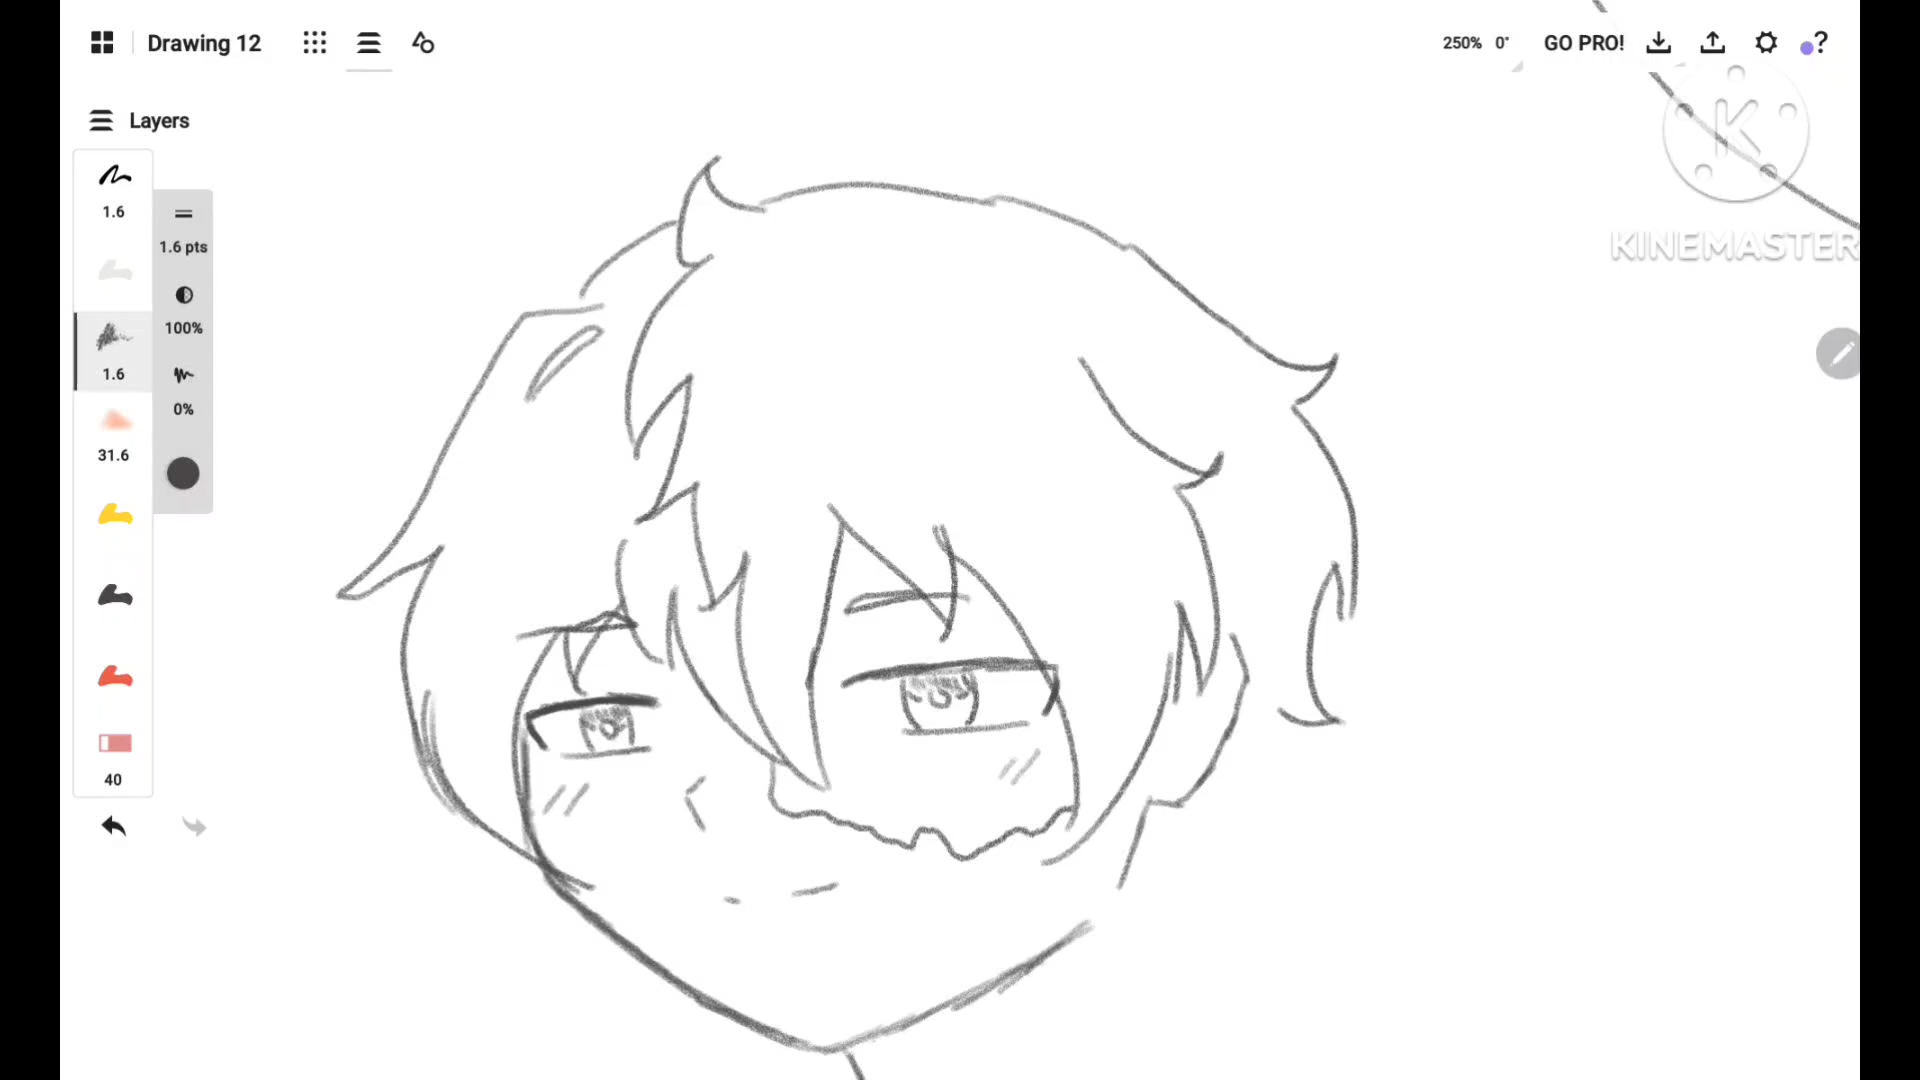 Drawing 12
250% 0°
GO PRO!
?
Layers
1.6
1.6 pts
100%
1.6
0%
31.6
40
K
KINEMASTER